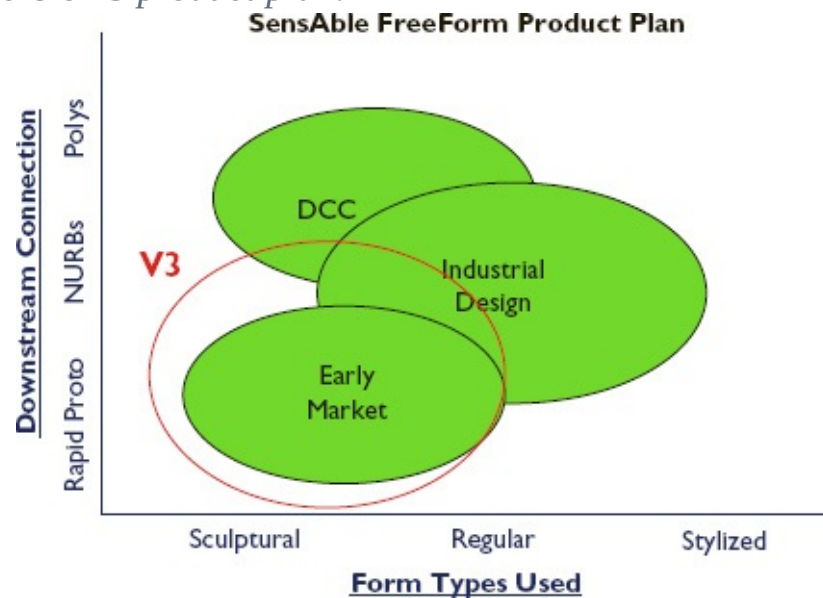 SensAble FreeForm Product Plan
Polys
DCC
NURBs
V3
Industrial
Design
Downstream Connection
Early
Market
Rapid Proto
Sculptural
Regular
Stylized
Form Types Used